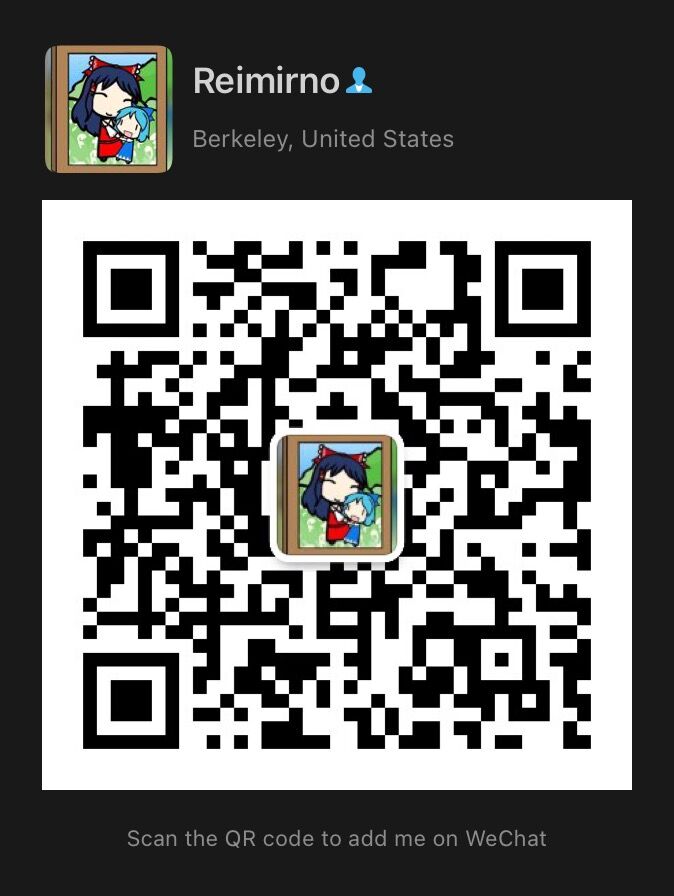 Reimirno
Berkeley, United States
Scan the QR code to add me on WeChat